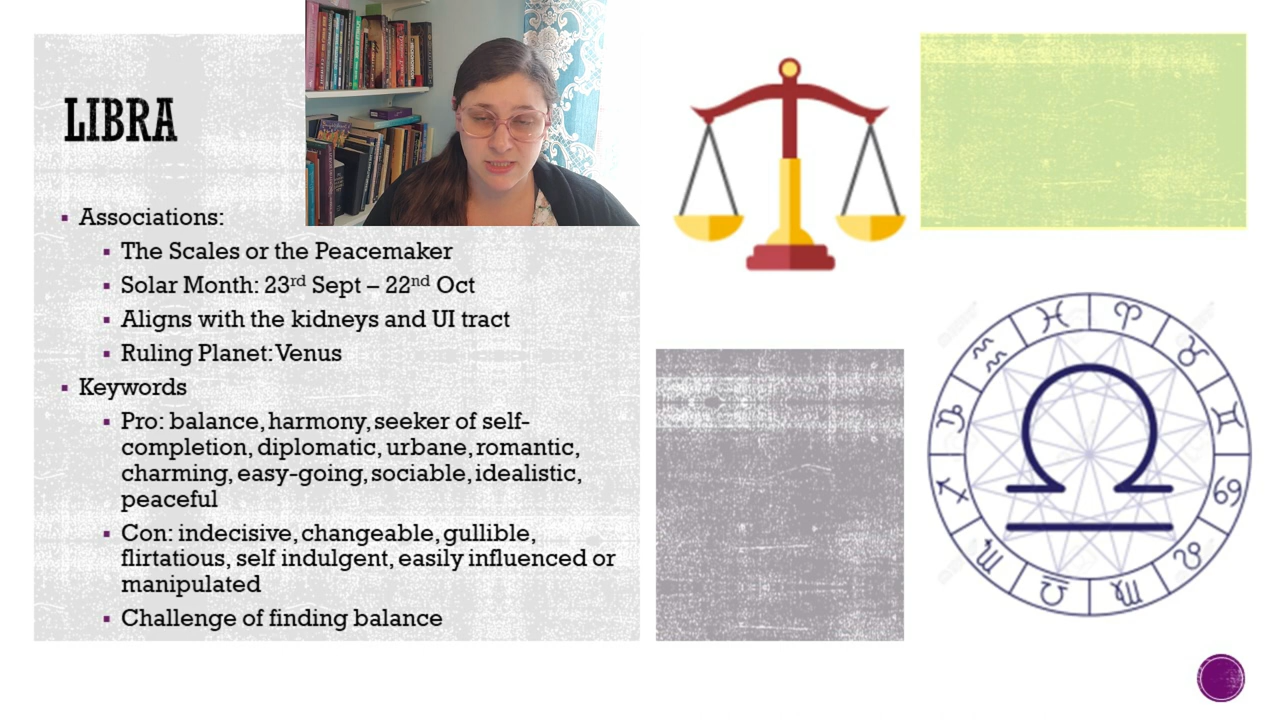 LIBRA
▪ Associations:
▪ The Scales or the Peacemaker
▪ Solar Month: 23rd Sept – 22nd Oct
▪ Aligns with the kidneys and UI tract
▪ Ruling Planet: Venus
▪ Keywords
▪ Pro: balance, harmony, seeker of self-
completion, diplomatic, urbane, romantic,
charming, easy-going, sociable, idealistic,
peaceful
▪ Con: indecisive, changeable, gullible,
flirtatious, self indulgent, easily influenced or
manipulated
▪ Challenge of finding balance